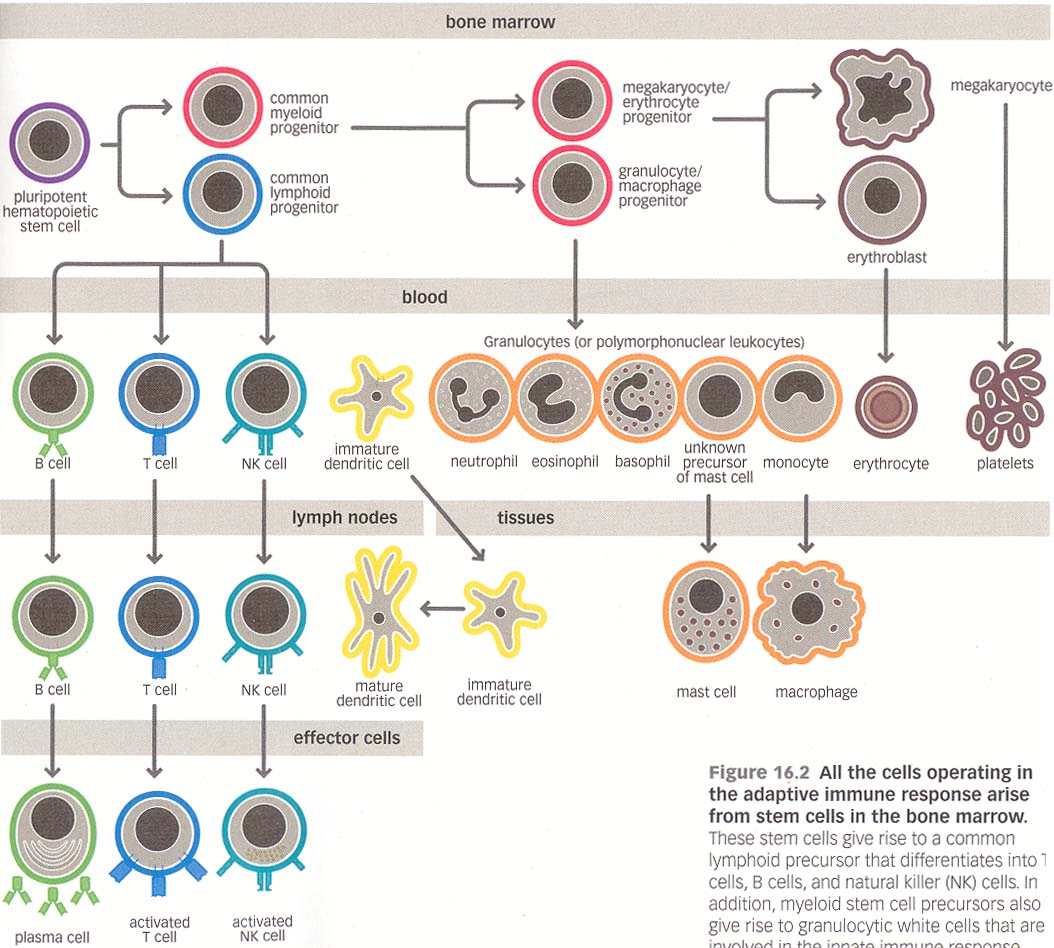 bone marrow
common
myeloid
progenitor
megakaryocyte/
erythrocyte
progenitor
megakaryocyte
common
lymphoid
progenitor
granulocyte/
macrophage
progenitor
pluripotent
hematopoietic
stem cell
erythroblast
blood
Granulocytes (or polymorphonuclear leukocytes)
B cell
T cell
NK cell
immature
dendritic cell
neutrophil
eosinophil
basophil
unknown
precursor
of mast cell
monocyte
erythrocyte
platelets
lymph nodes
tissues
B cell
T cell
NK cell
mature
dendritic cell
immature
dendritic cell
mast cell
macrophage
effector cells
plasma cell
activated
T cell
activated
NK cell
Figure 16.2 All the cells operating in
the adaptive immune response arise
from stem cells in the bone marrow.
These stem cells give rise to a common
lymphoid precursor that differentiates into T
cells, B cells, and natural killer (NK) cells. In
addition, myeloid stem cell precursors also
give rise to granulocytic white cells that are
involved in the innate immune response